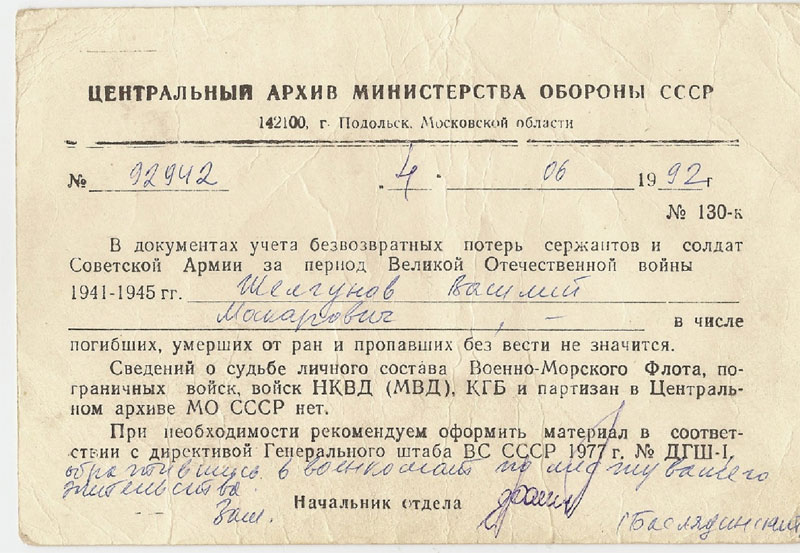 ЦЕНТРАЛЬНЫЙ АРХИВ МИНИСТЕРСТВА ОБОРОНЫ СССР
142100, г. Подольск, Московской области
№ 92942 „4" 06 1992г
№ 130-к
В документах учета безвозвратных потерь сержантов и солдат
Советской Армии за период Великой Отечественной войны
1941-1945 гг. Шелгунов Василий
Макарович, – в числе
погибших, умерших от ран и пропавших без вести не значится.
Сведений о судьбе личного состава Военно-Морского Флота, по-
граничных войск, войск НКВД (МВД), КГБ и партизан в Централь-
ном архиве МО СССР нет.
При необходимости рекомендуем оформить материал в соответ-
ствии с директивой Генерального штаба ВС СССР 1977 г. № ДГШ-I,
обратившись в военкомат по месту вашего
жительства
Зам. Начальник отдела